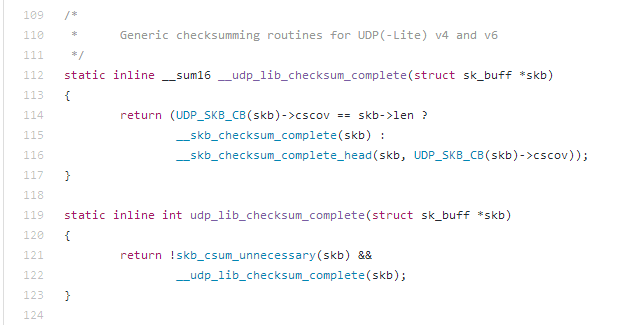 109 /*
110  *      Generic checksumming routines for UDP(-Lite) v4 and v6
111  */
112 static inline __sum16 __udp_lib_checksum_complete(struct sk_buff *skb)
113 {
114         return (UDP_SKB_CB(skb)->cscov == skb->len ?
115                 __skb_checksum_complete(skb) :
116                 __skb_checksum_complete_head(skb, UDP_SKB_CB(skb)->cscov));
117 }
118
119 static inline int udp_lib_checksum_complete(struct sk_buff *skb)
120 {
121         return !skb_csum_unnecessary(skb) &&
122                 __udp_lib_checksum_complete(skb);
123 }
124